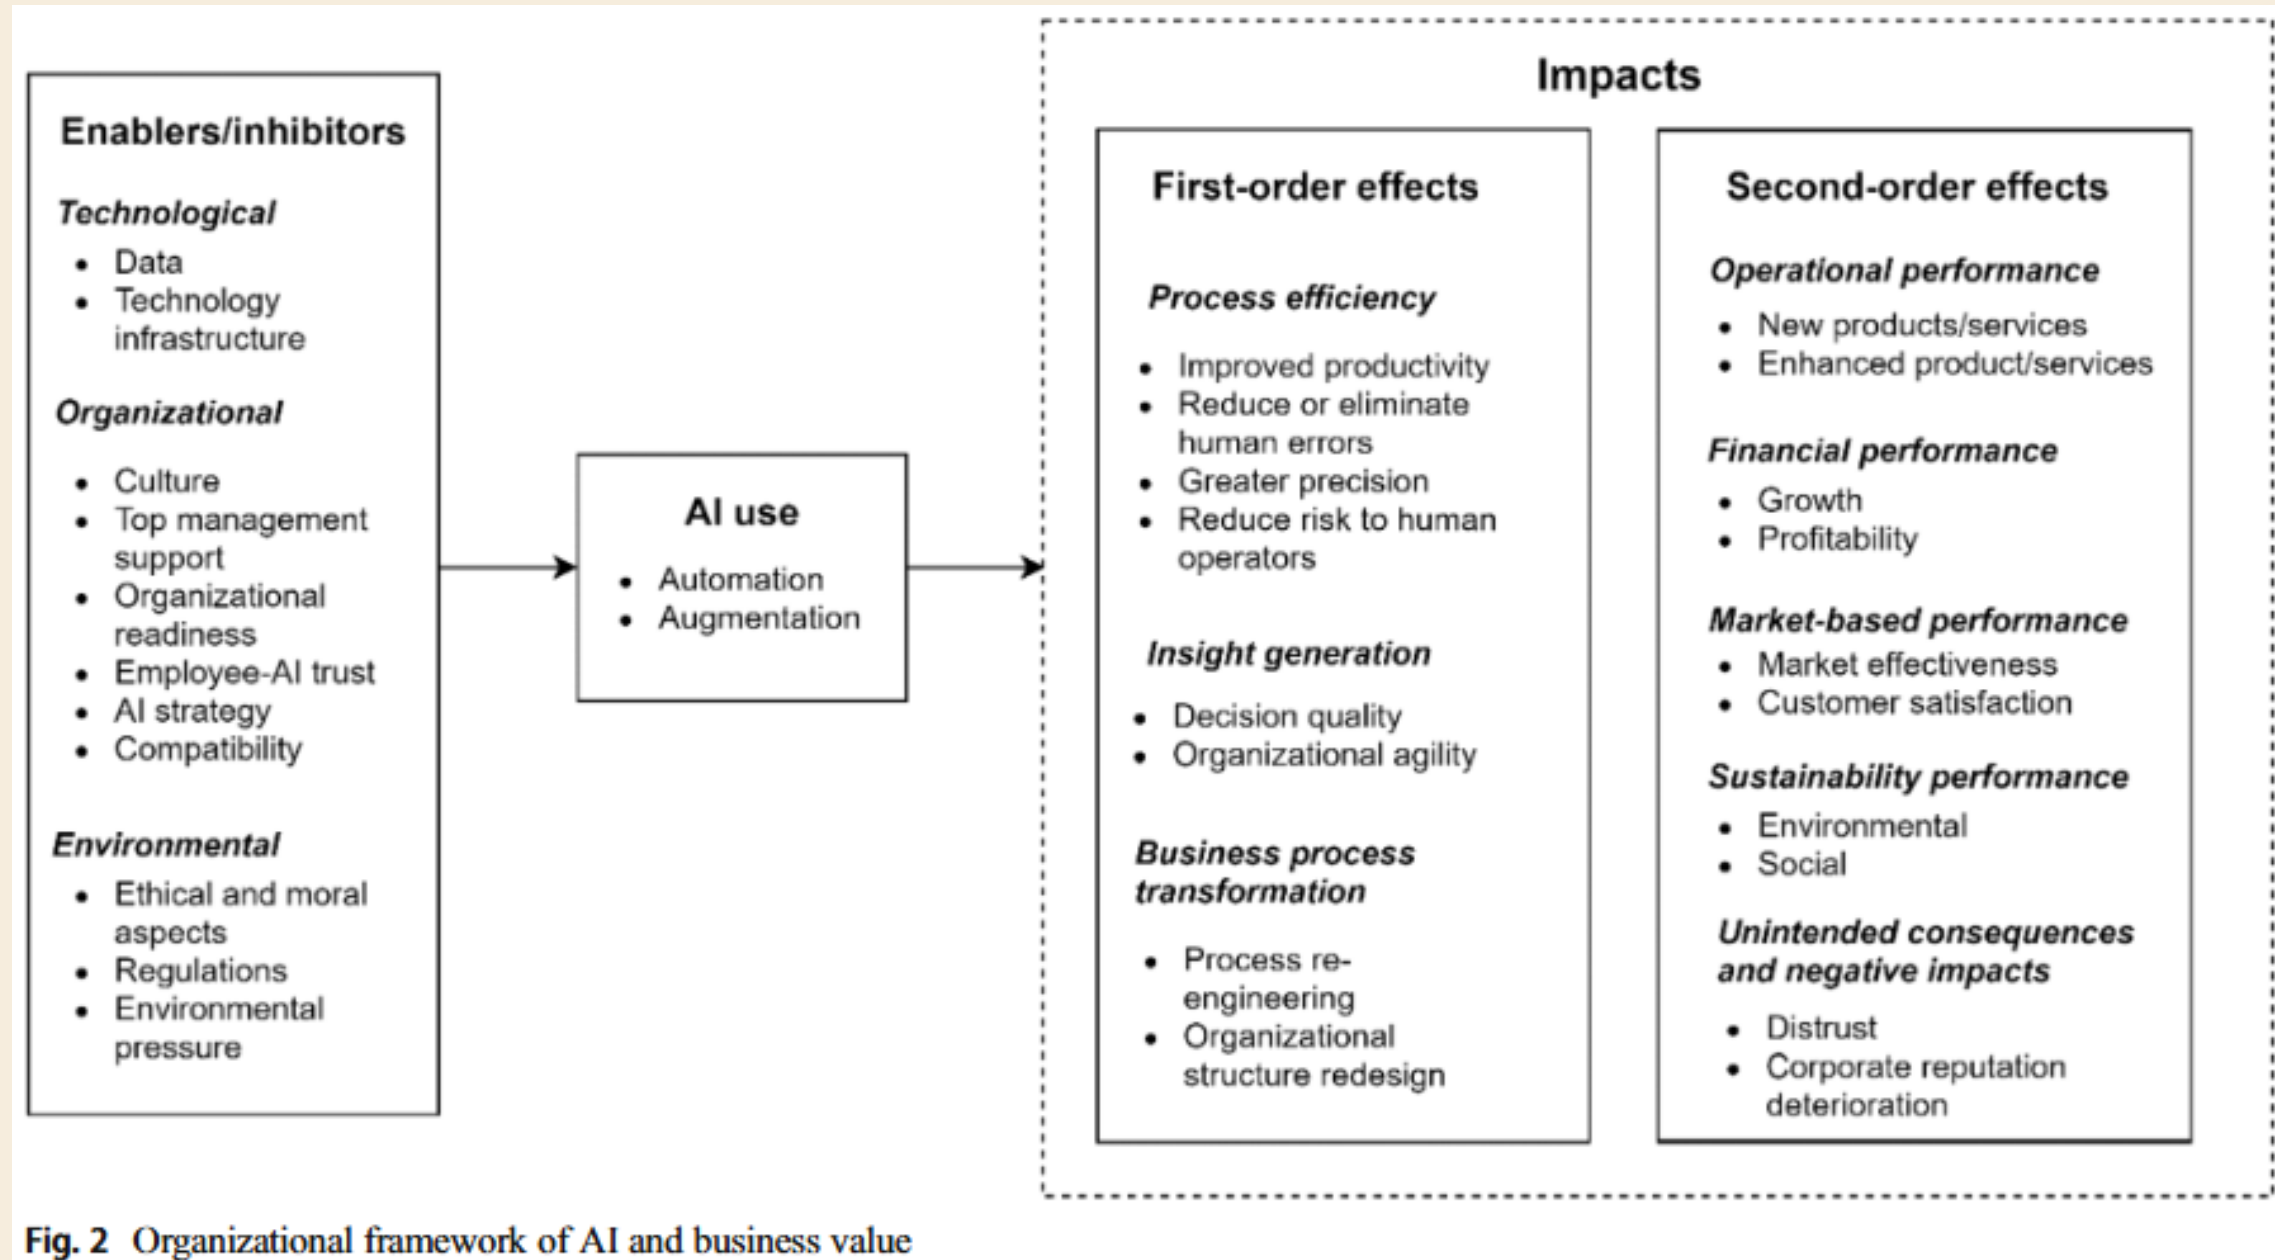 Enablers/inhibitors
Technological
• Data
• Technology
infrastructure
Organizational
• Culture
• Top management
support
• Organizational
readiness
• Employee-AI trust
• AI strategy
• Compatibility
Environmental
• Ethical and moral
aspects
• Regulations
• Environmental
pressure
AI use
• Automation
• Augmentation
Impacts
First-order effects
Process efficiency
• Improved productivity
• Reduce or eliminate
human errors
• Greater precision
• Reduce risk to human
operators
Insight generation
• Decision quality
• Organizational agility
Business process
transformation
• Process re-
engineering
• Organizational
structure redesign
Second-order effects
Operational performance
• New products/services
• Enhanced product/services
Financial performance
• Growth
• Profitability
Market-based performance
• Market effectiveness
• Customer satisfaction
Sustainability performance
• Environmental
• Social
Unintended consequences
and negative impacts
• Distrust
• Corporate reputation
deterioration
Fig. 2 Organizational framework of AI and business value